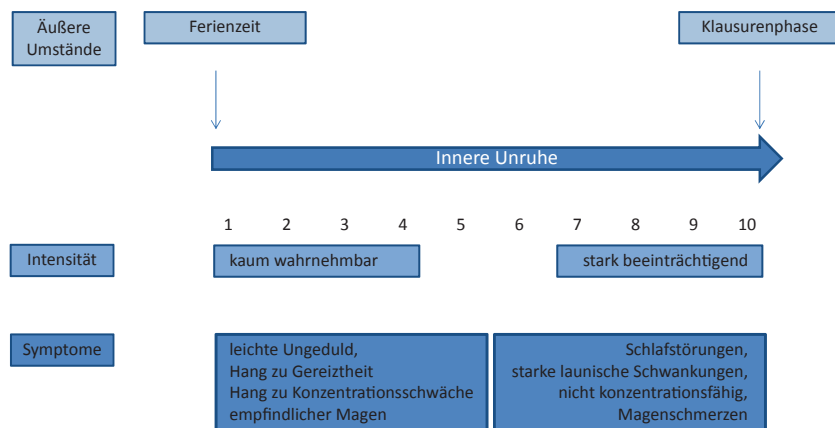 Äußere
Umstände
Ferienzeit
Klausurenphase
Innere Unruhe
1 2 3 4 5 6 7 8 9 10
Intensität
kaum wahrnehmbar
stark beeinträchtigend
Symptome
leichte Ungeduld,
Hang zu Gereiztheit
Hang zu Konzentrationsschwäche
empfindlicher Magen
Schlafstörungen,
starke launische Schwankungen,
nicht konzentrationsfähig,
Magenschmerzen